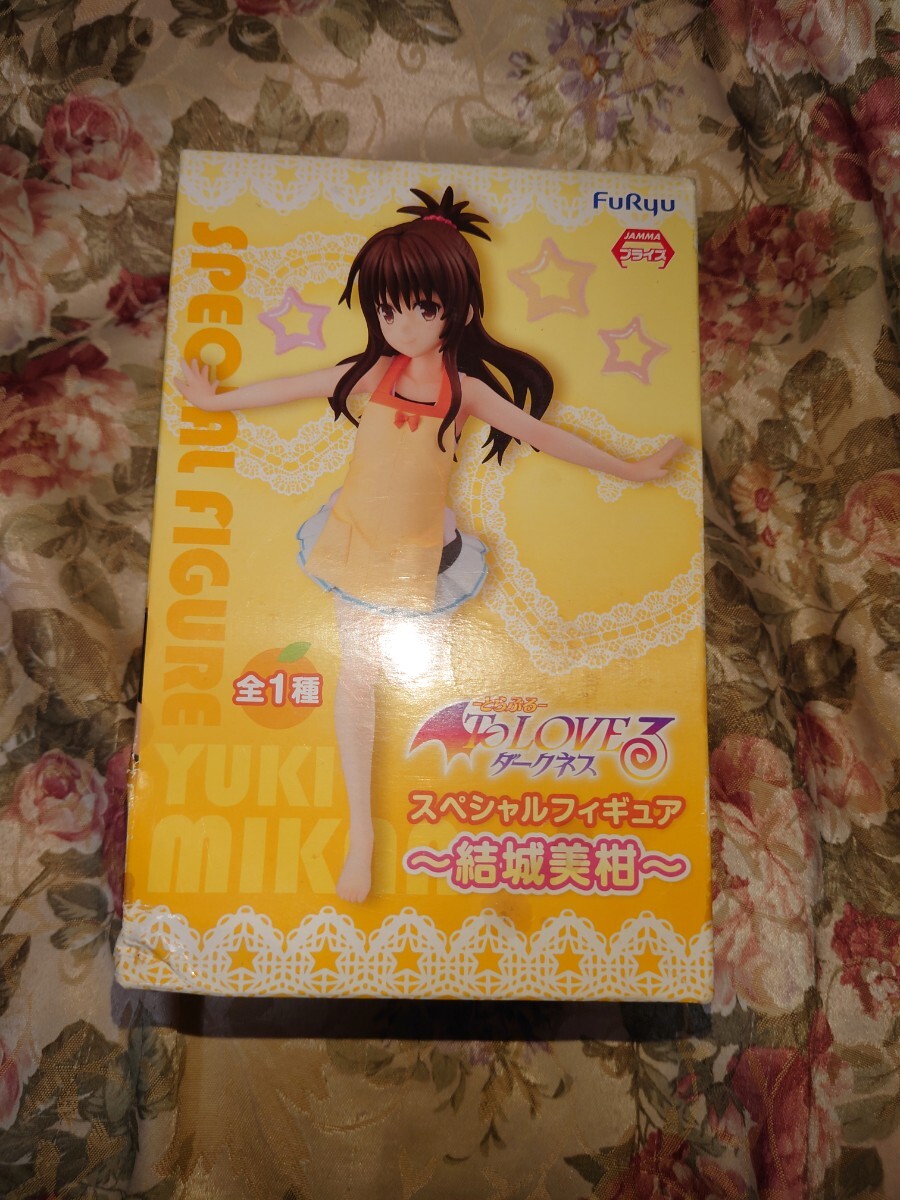 FuRyu
JAMMA
プライズ
SPECIAL FIGURE
全1種
YUKI
MIKAN
-とらぶる-
To LOVEる
ダークネス
スペシャルフィギュア
～結城美柑～